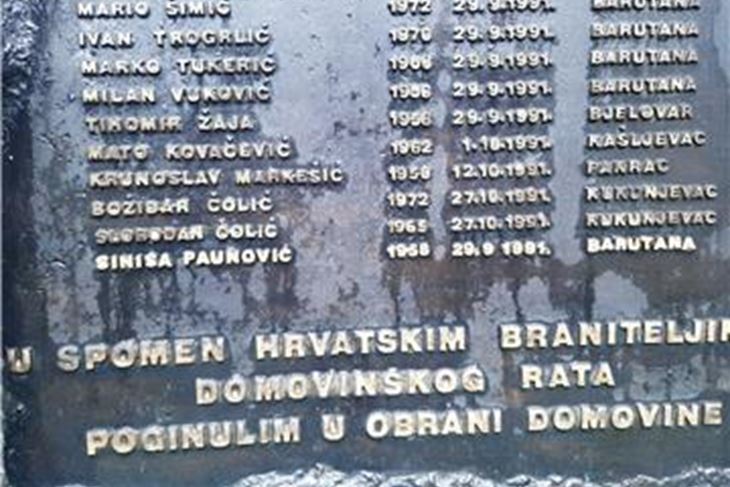 MARIO SIMIĆ 1972 29.9.1991. BARUTANA
IVAN TROGRLIĆ 1970 29.9.1991. BARUTANA
MARKO TUKERIĆ 29.9.1991. BARUTANA
MILAN VUKOVIĆ 29.9.1991. BARUTANA
TIHOMIR ŽAJA 1956 29.9.1991. BJELOVAR
MATO KOVAČEVIĆ 1962 1.10.1991. KAŠLJEVAC
KRUNOSLAV MARKEŠIĆ 1958 12.10.1991. PAKRAC
BOŽIDAR ČOLIĆ 1972 27.10.1991. KUKUNJEVAC
SLOBODAN ČOLIĆ 1965 27.10.1991. KUKUNJEVAC
SINIŠA PAUNOVIĆ 1958 29.9 1991. BARUTANA
U SPOMEN HRVATSKIM BRANITELJIM
DOMOVINSKOG RATA
POGINULIM U OBRANI DOMOVINE